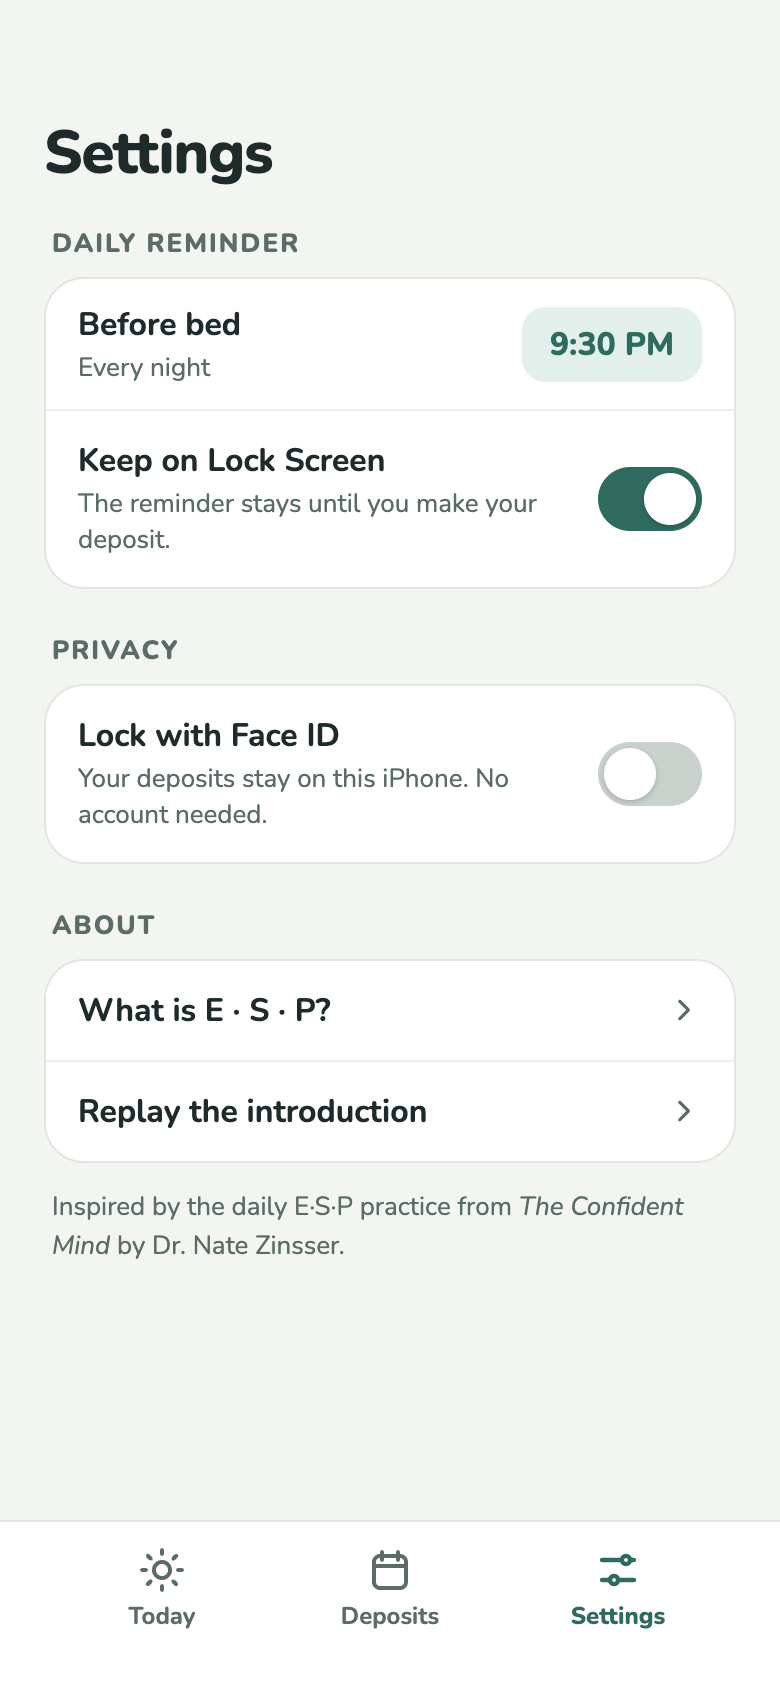 Settings
DAILY REMINDER
Before bed
Every night
9:30 PM
Keep on Lock Screen
The reminder stays until you make your
deposit.
PRIVACY
Lock with Face ID
Your deposits stay on this iPhone. No
account needed.
ABOUT
What is E · S · P?
Replay the introduction
Inspired by the daily E·S·P practice from The Confident
Mind by Dr. Nate Zinsser.
Today
Deposits
Settings